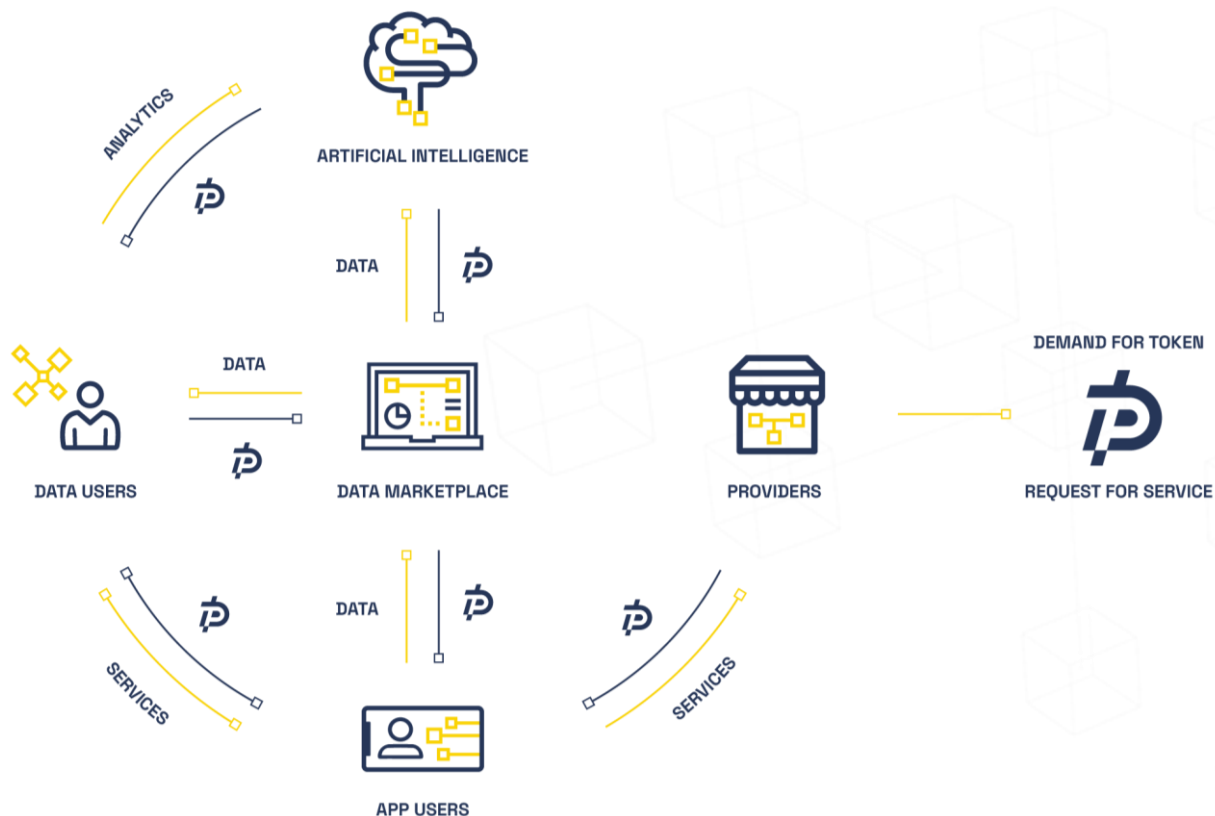 ANALYTICS
ARTIFICIAL INTELLIGENCE
DATA
DEMAND FOR TOKEN
DATA
DATA USERS
DATA MARKETPLACE
PROVIDERS
REQUEST FOR SERVICE
DATA
SERVICES
SERVICES
APP USERS